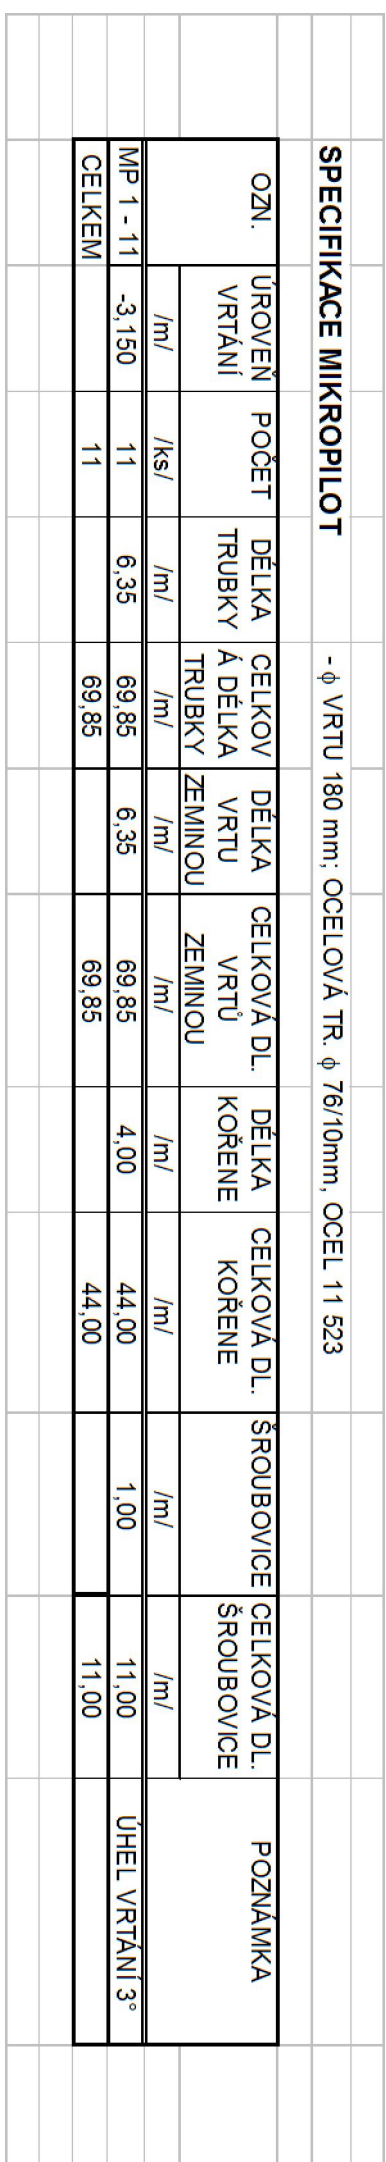 SPECIFIKACE MIKROPILOT - ϕ VRTU 180 mm; OCELOVÁ TR. ϕ 76/10mm, OCEL 11 523
OZN. ÚROVEŇ VRTÁNÍ POČET DÉLKA TRUBKY CELKOV Á DÉLKA TRUBKY DÉLKA VRTU ZEMINOU CELKOVÁ DL. VRTŮ ZEMINOU DÉLKA KOŘENE CELKOVÁ DL. KOŘENE ŠROUBOVICE CELKOVÁ DL. ŠROUBOVICE POZNÁMKA
/m/ /ks/ /m/ /m/ /m/ /m/ /m/ /m/ /m/ /m/
MP 1 - 11 -3,150 11 6,35 69,85 6,35 69,85 4,00 44,00 1,00 11,00 ÚHEL VRTÁNÍ 3°
CELKEM 11 69,85 69,85 44,00 11,00